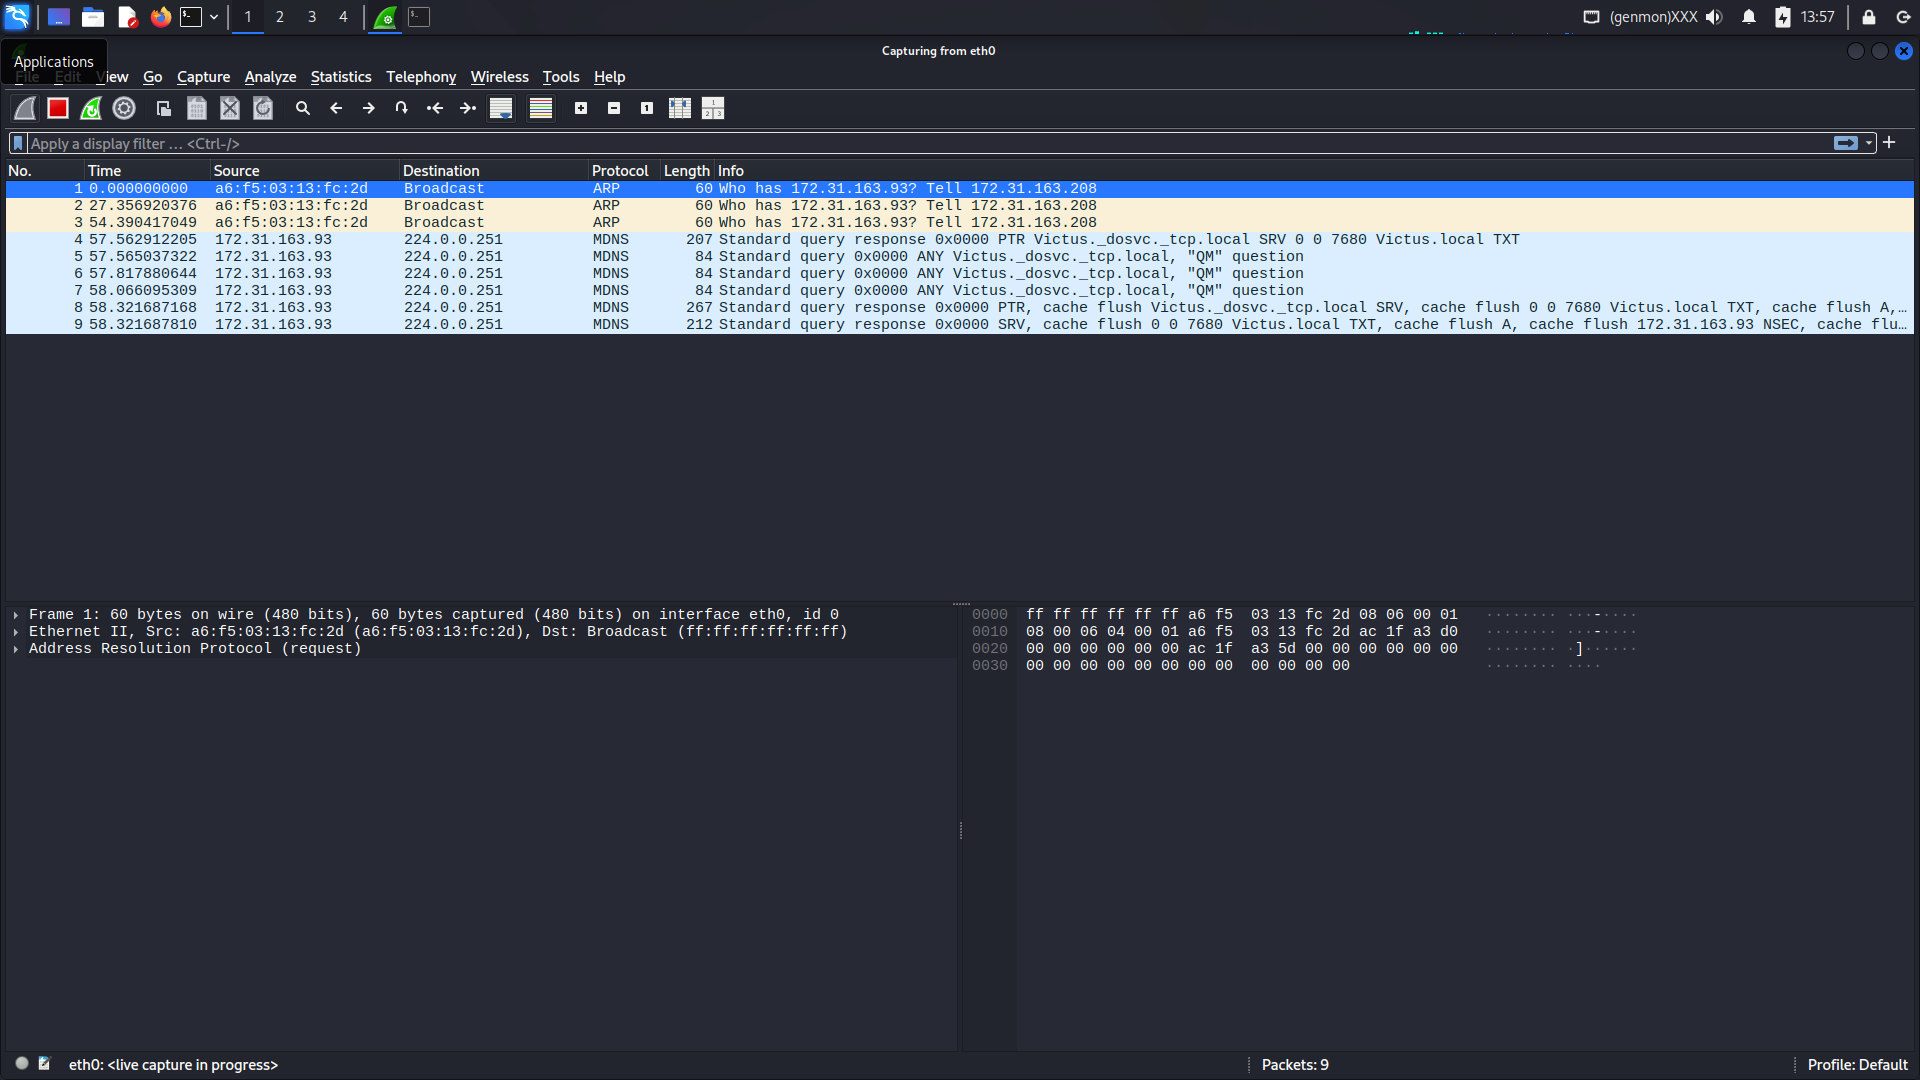 1 2 3 4 (genmon)XXX 13:57
Capturing from eth0
Applications
File Edit View Go Capture Analyze Statistics Telephony Wireless Tools Help
Apply a display filter … <Ctrl-/>
No. Time Source Destination Protocol Length Info
1 0.000000000 a6:f5:03:13:fc:2d Broadcast ARP 60 Who has 172.31.163.93? Tell 172.31.163.208
2 27.356920376 a6:f5:03:13:fc:2d Broadcast ARP 60 Who has 172.31.163.93? Tell 172.31.163.208
3 54.390417049 a6:f5:03:13:fc:2d Broadcast ARP 60 Who has 172.31.163.93? Tell 172.31.163.208
4 57.562912205 172.31.163.93 224.0.0.251 MDNS 207 Standard query response 0x0000 PTR Victus._dosvc._tcp.local SRV 0 0 7680 Victus.local TXT
5 57.565037322 172.31.163.93 224.0.0.251 MDNS 84 Standard query 0x0000 ANY Victus._dosvc._tcp.local, "QM" question
6 57.817880644 172.31.163.93 224.0.0.251 MDNS 84 Standard query 0x0000 ANY Victus._dosvc._tcp.local, "QM" question
7 58.066095309 172.31.163.93 224.0.0.251 MDNS 84 Standard query 0x0000 ANY Victus._dosvc._tcp.local, "QM" question
8 58.321687168 172.31.163.93 224.0.0.251 MDNS 267 Standard query response 0x0000 PTR, cache flush Victus._dosvc._tcp.local SRV, cache flush 0 0 7680 Victus.local TXT, cache flush A,…
9 58.321687810 172.31.163.93 224.0.0.251 MDNS 212 Standard query response 0x0000 SRV, cache flush 0 0 7680 Victus.local TXT, cache flush A, cache flush 172.31.163.93 NSEC, cache flu…
Frame 1: 60 bytes on wire (480 bits), 60 bytes captured (480 bits) on interface eth0, id 0
Ethernet II, Src: a6:f5:03:13:fc:2d (a6:f5:03:13:fc:2d), Dst: Broadcast (ff:ff:ff:ff:ff:ff)
Address Resolution Protocol (request)
0000 ff ff ff ff ff ff a6 f5 03 13 fc 2d 08 06 00 01 ········ ···-····
0010 08 00 06 04 00 01 a6 f5 03 13 fc 2d ac 1f a3 d0 ········ ···-····
0020 00 00 00 00 00 00 ac 1f a3 5d 00 00 00 00 00 00 ········ ·]······
0030 00 00 00 00 00 00 00 00 00 00 00 00 ········ ····
eth0: <live capture in progress> Packets: 9 Profile: Default